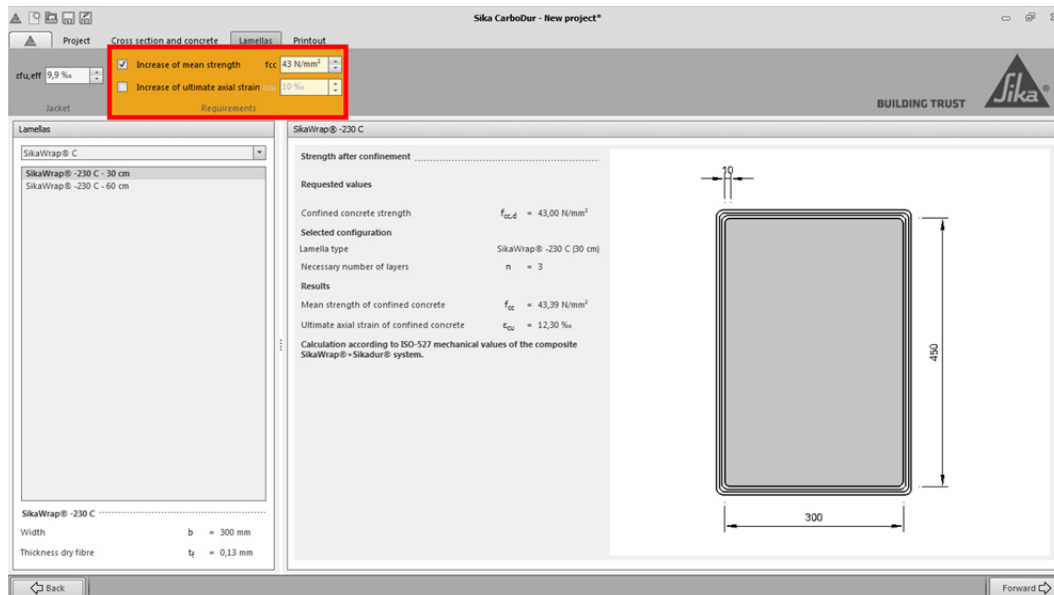 Sika CarboDur - New project*
Project Cross section and concrete Lamellas Printout
εfu,eff 9,9 ‰
Jacket
Increase of mean strength fcc 43 N/mm²
Increase of ultimate axial strain εcu 10 ‰
Requirements
BUILDING TRUST
Sika®
Lamellas
SikaWrap® C
SikaWrap® -230 C - 30 cm
SikaWrap® -230 C - 60 cm
SikaWrap® -230 C
Width b = 300 mm
Thickness dry fibre tf = 0,13 mm
SikaWrap® -230 C
Strength after confinement
Requested values
Confined concrete strength fcc,d = 43,00 N/mm²
Selected configuration
Lamella type SikaWrap® -230 C (30 cm)
Necessary number of layers n = 3
Results
Mean strength of confined concrete fcc = 43,39 N/mm²
Ultimate axial strain of confined concrete εcu = 12,30 ‰
Calculation according to ISO-527 mechanical values of the composite
SikaWrap®+Sikadur® system.
10
450
300
Back
Forward